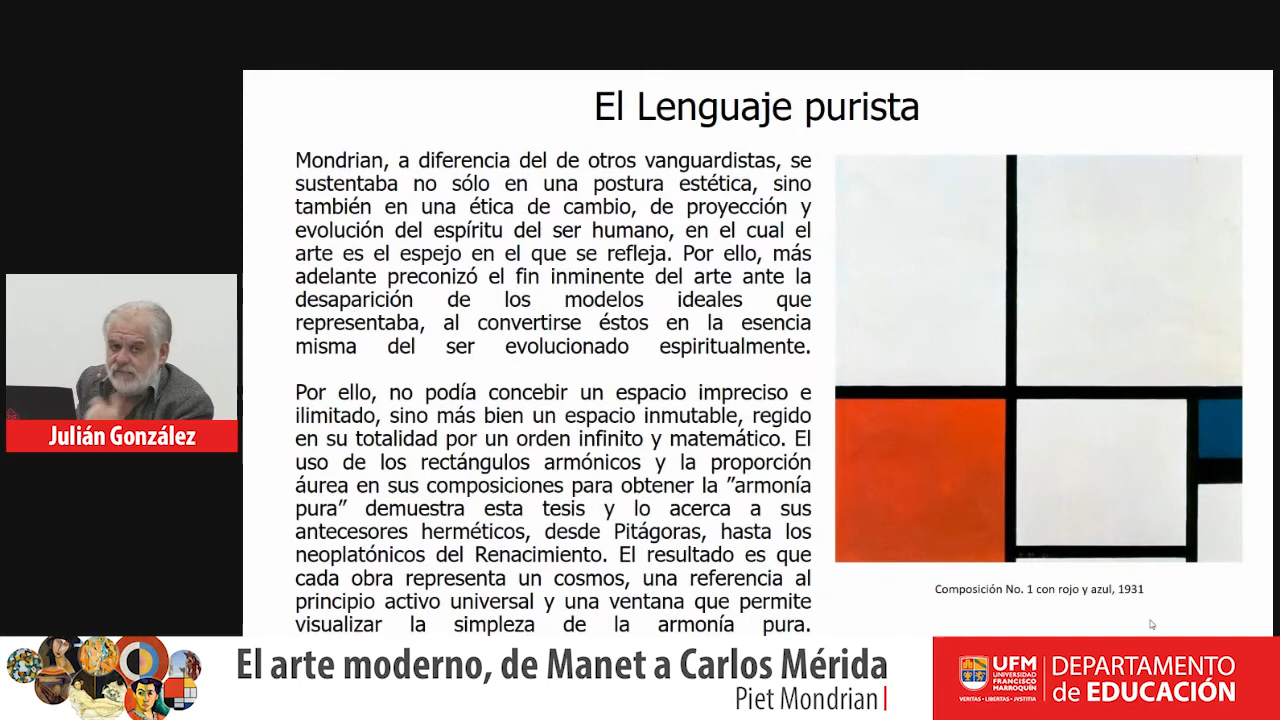 El Lenguaje purista
Mondrian, a diferencia del de otros vanguardistas, se
sustentaba no sólo en una postura estética, sino
también en una ética de cambio, de proyección y
evolución del espíritu del ser humano, en el cual el
arte es el espejo en el que se refleja. Por ello, más
adelante preconizó el fin inminente del arte ante la
desaparición de los modelos ideales que
representaba, al convertirse éstos en la esencia
misma del ser evolucionado espiritualmente.
Por ello, no podía concebir un espacio impreciso e
ilimitado, sino más bien un espacio inmutable, regido
en su totalidad por un orden infinito y matemático. El
uso de los rectángulos armónicos y la proporción
áurea en sus composiciones para obtener la ”armonía
pura” demuestra esta tesis y lo acerca a sus
antecesores herméticos, desde Pitágoras, hasta los
neoplatónicos del Renacimiento. El resultado es que
cada obra representa un cosmos, una referencia al
principio activo universal y una ventana que permite
visualizar la simpleza de la armonía pura.
Composición No. 1 con rojo y azul, 1931
Julián González
El arte moderno, de Manet a Carlos Mérida
Piet Mondrian
UFM
UNIVERSIDAD
FRANCISCO
MARROQUÍN
VERITAS • LIBERTAS • JVSTITIA
DEPARTAMENTO
de EDUCACIÓN